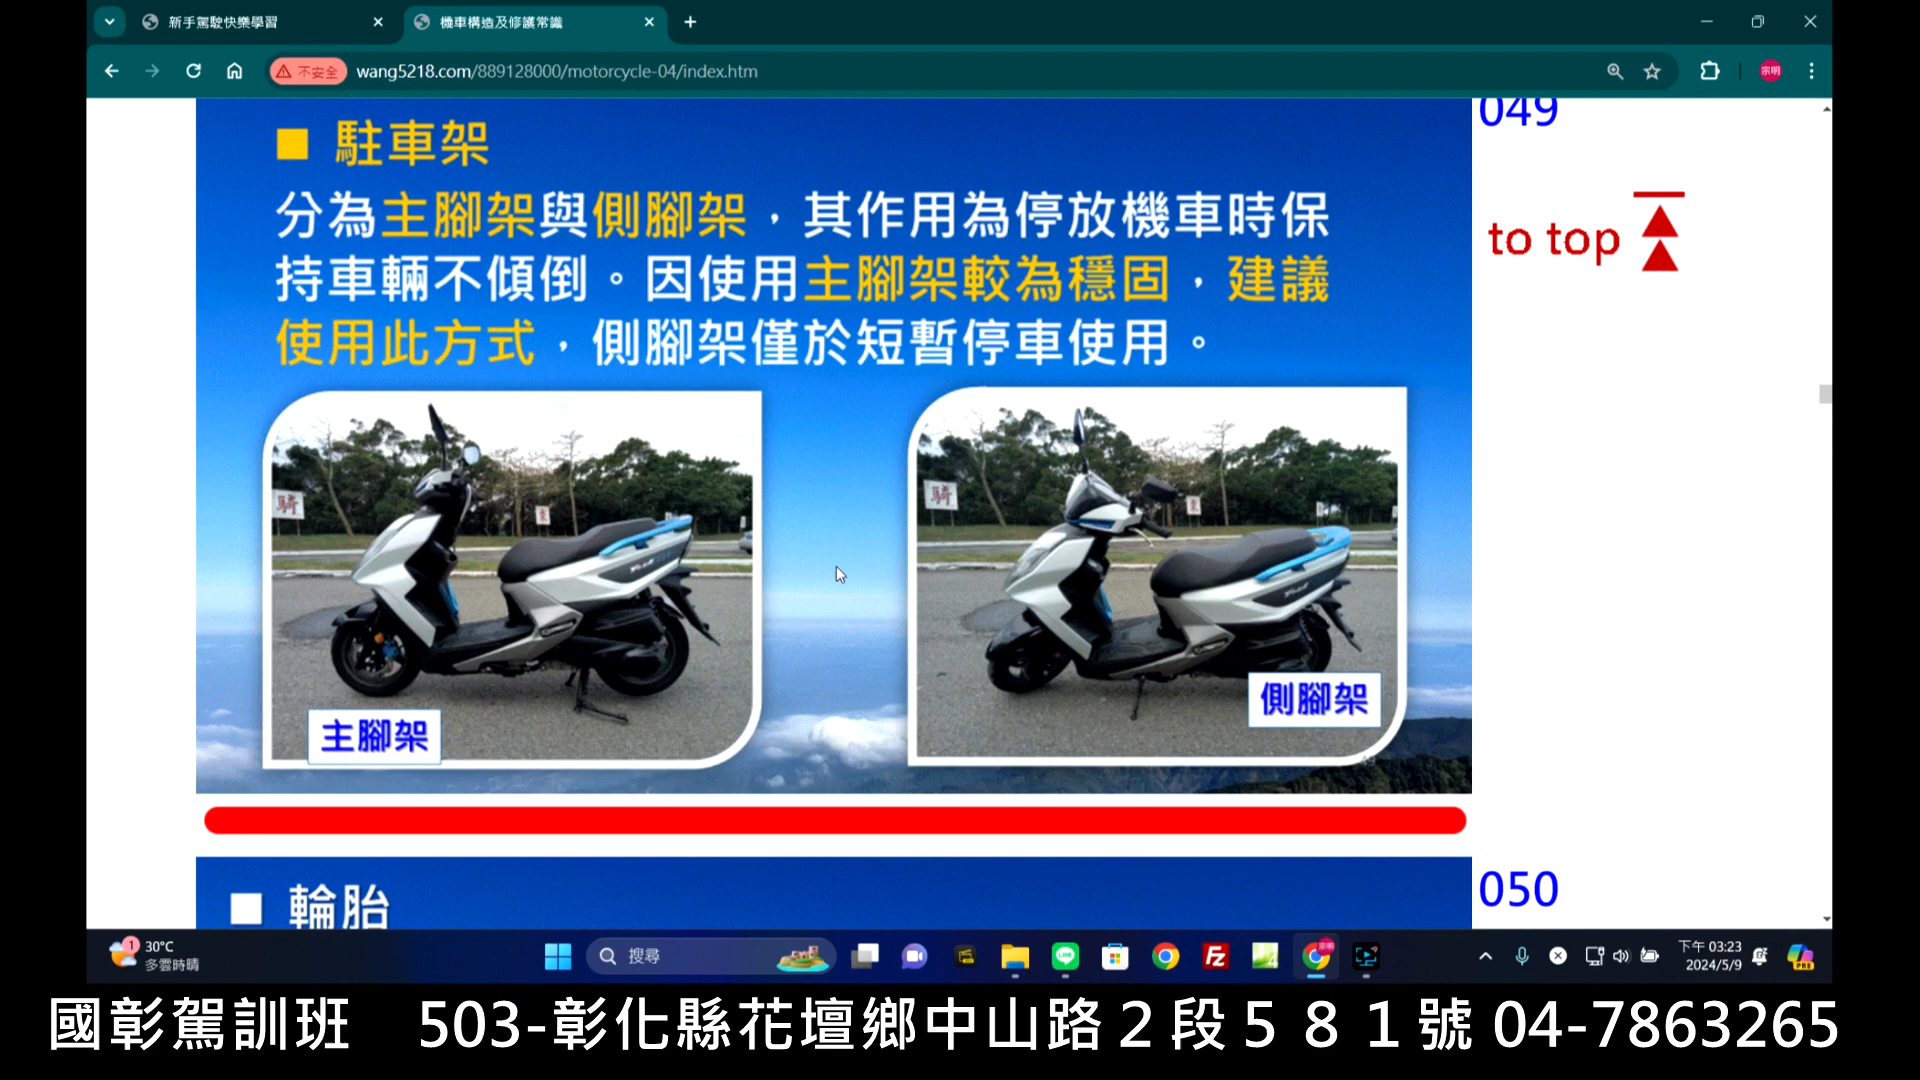 新手駕駛快樂學習
機車構造及修護常識
不安全
wang5218.com/889128000/motorcycle-04/index.htm
宗明
049
to top
駐車架
分為主腳架與側腳架，其作用為停放機車時保
持車輛不傾倒。因使用主腳架較為穩固，建議
使用此方式，側腳架僅於短暫停車使用。
騎
騎
主腳架
側腳架
輪胎
050
1
30°C
多雲時晴
搜尋
下午 03:23
2024/5/9
國彰駕訓班 503-彰化縣花壇鄉中山路２段５８１號 04-7863265